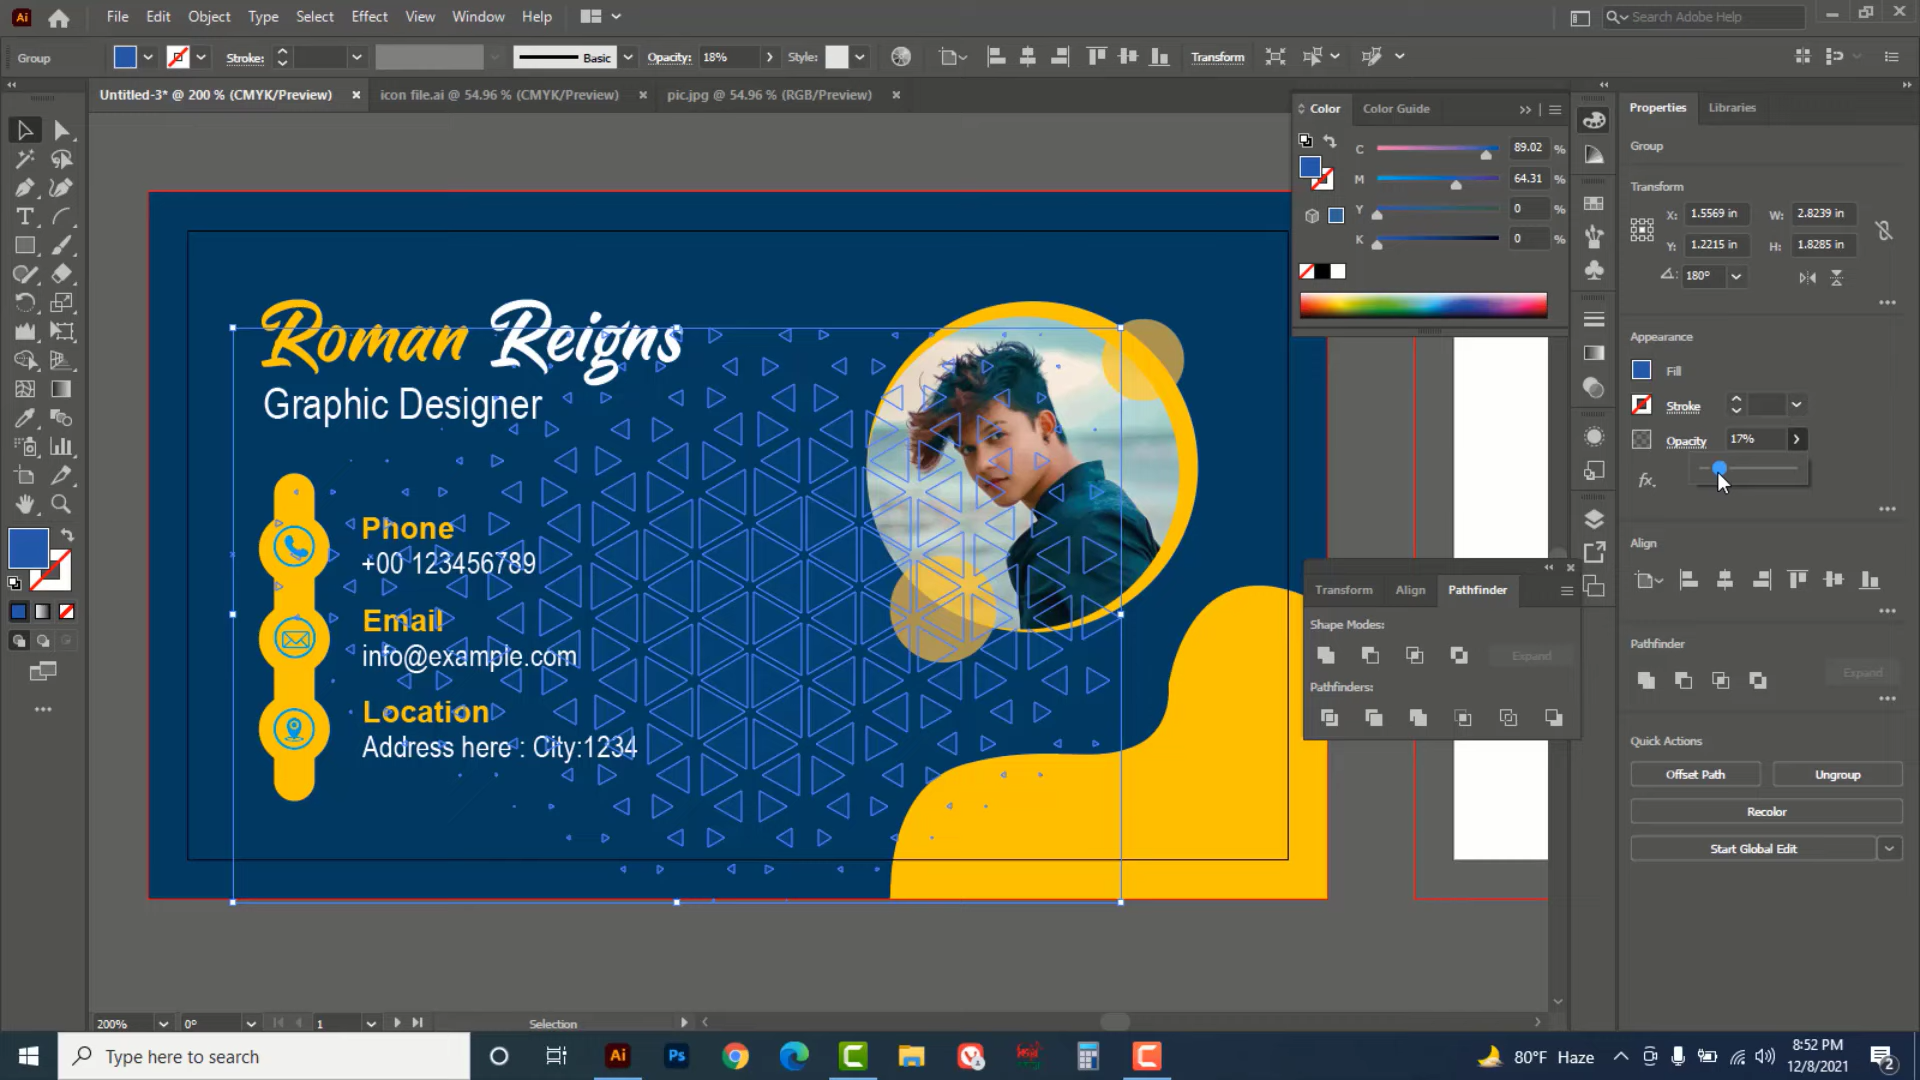 Ai File Edit Object Type Select Effect View Window Help Search Adobe Help
Group Stroke: Basic Opacity: 18% Style: Transform
Untitled-3* @ 200 % (CMYK/Preview) × icon file.ai @ 54.96 % (CMYK/Preview) × pic.jpg @ 54.96 % (RGB/Preview) ×
Color Color Guide
C 89.02 %
M 64.31 %
Y 0 %
K 0 %
Properties Libraries
Group
Transform
X: 1.5569 in W: 2.8239 in
Y: 1.2215 in H: 1.8285 in
180°
Appearance
Fill
Stroke
Opacity 17%
fx.
Align
Pathfinder
Expand
Quick Actions
Offset Path Ungroup
Recolor
Start Global Edit
Transform Align Pathfinder
Shape Modes:
Expand
Pathfinders:
Roman Reigns
Graphic Designer
Phone
+00 123456789
Email
info@example.com
Location
Address here : City:1234
200% 0° 1 Selection
Type here to search Ai Ps 80°F Haze 8:52 PM
12/8/2021 2